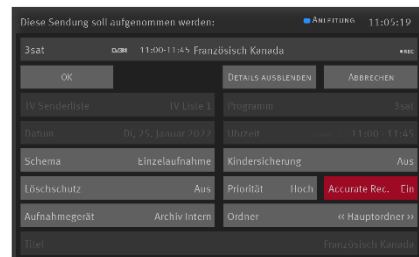 Diese Sendung soll aufgenommen werden: ANLEITUNG 11:05:19
3sat 11:00-11:45 Französisch Kanada REC
OK DETAILS AUSBLENDEN ABBRECHEN
TV Senderliste TV Liste 1 Programm 3sat
Datum Di, 25. Januar 2022 Uhrzeit 11:00 - 11:45
Schema Einzelaufnahme Kindersicherung Aus
Löschschutz Aus Priorität Hoch Accurate Rec. Ein
Aufnahmegerät Archiv Intern Ordner « Hauptordner »
Titel Französisch Kanada